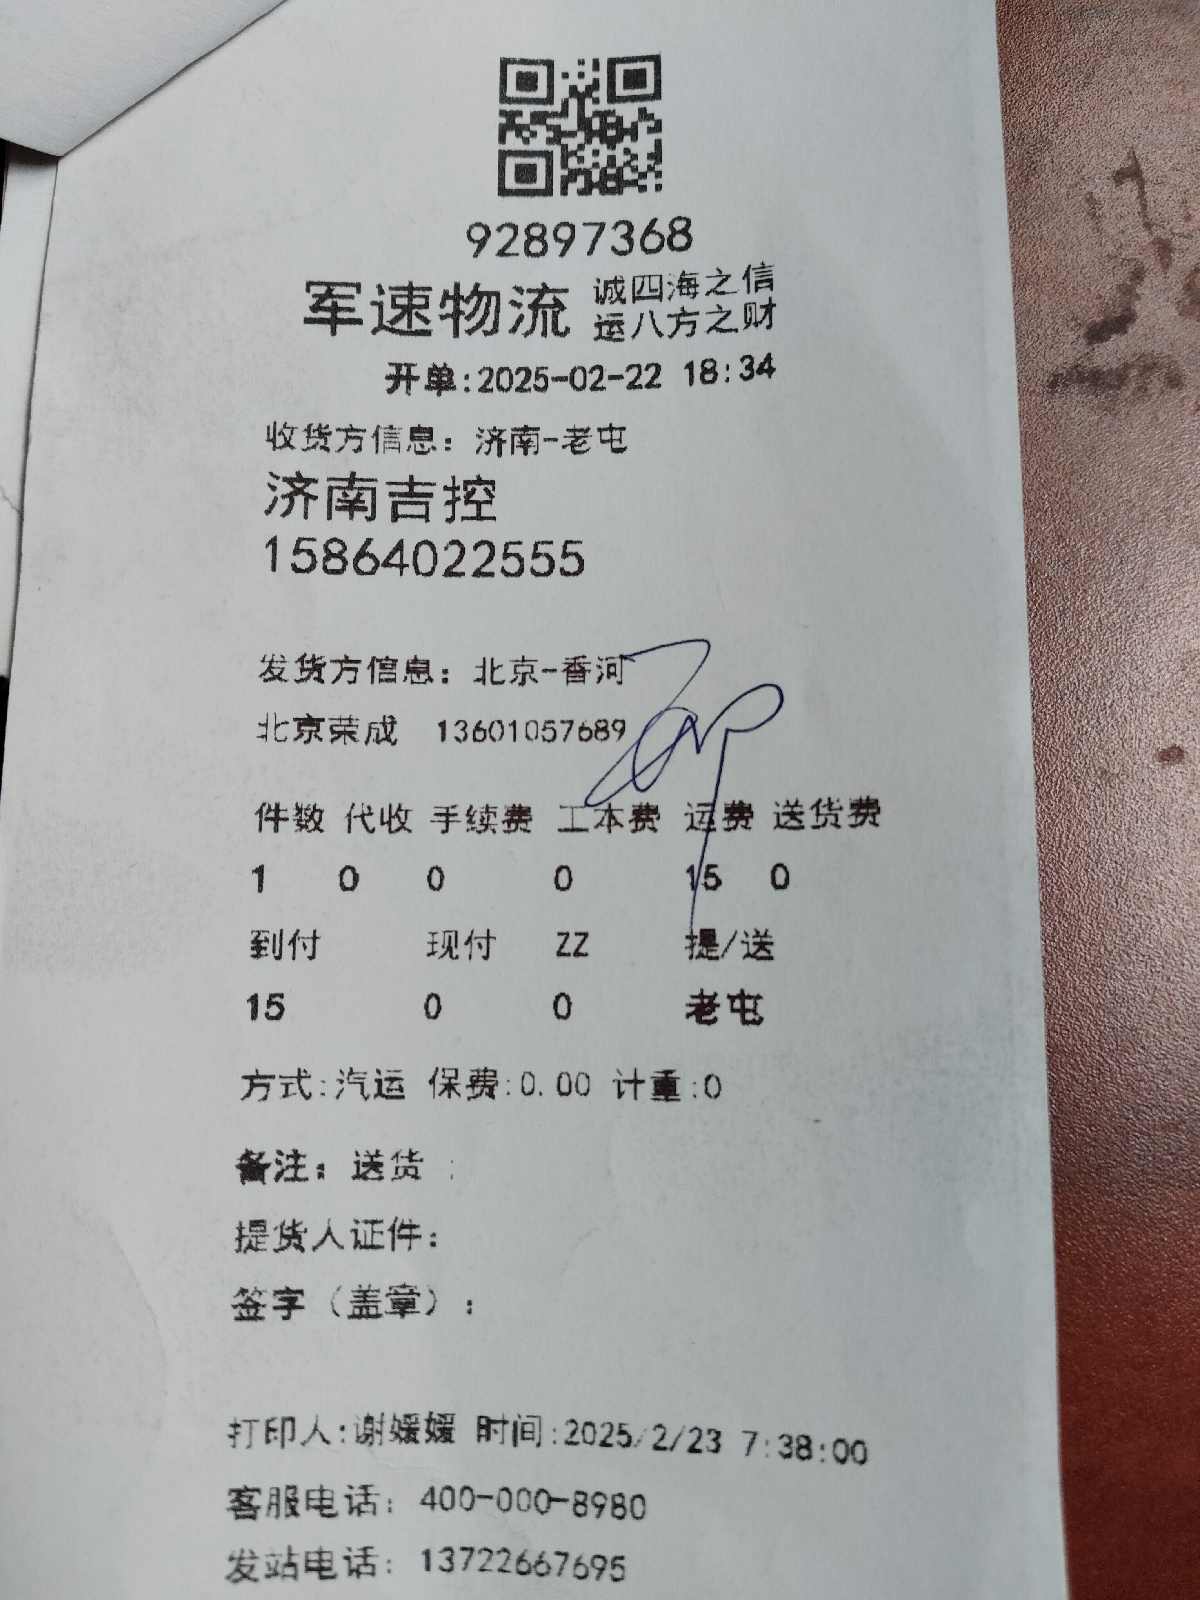 92897368
军速物流 诚四海之信
运八方之财
开单:2025-02-22 18:34
收货方信息：济南-老屯
济南吉控
15864022555
发货方信息：北京-香河
北京荣成 13601057689
件数 代收 手续费 工本费 运费 送货费
1 0 0 0 15 0
到付 现付 ZZ 提/送
15 0 0 老屯
方式:汽运 保费:0.00 计重:0
备注：送货 :
提货人证件：
签字（盖章）：
打印人:谢媛媛 时间:2025/2/23 7:38:00
客服电话：400-000-8980
发站电话：13722667695